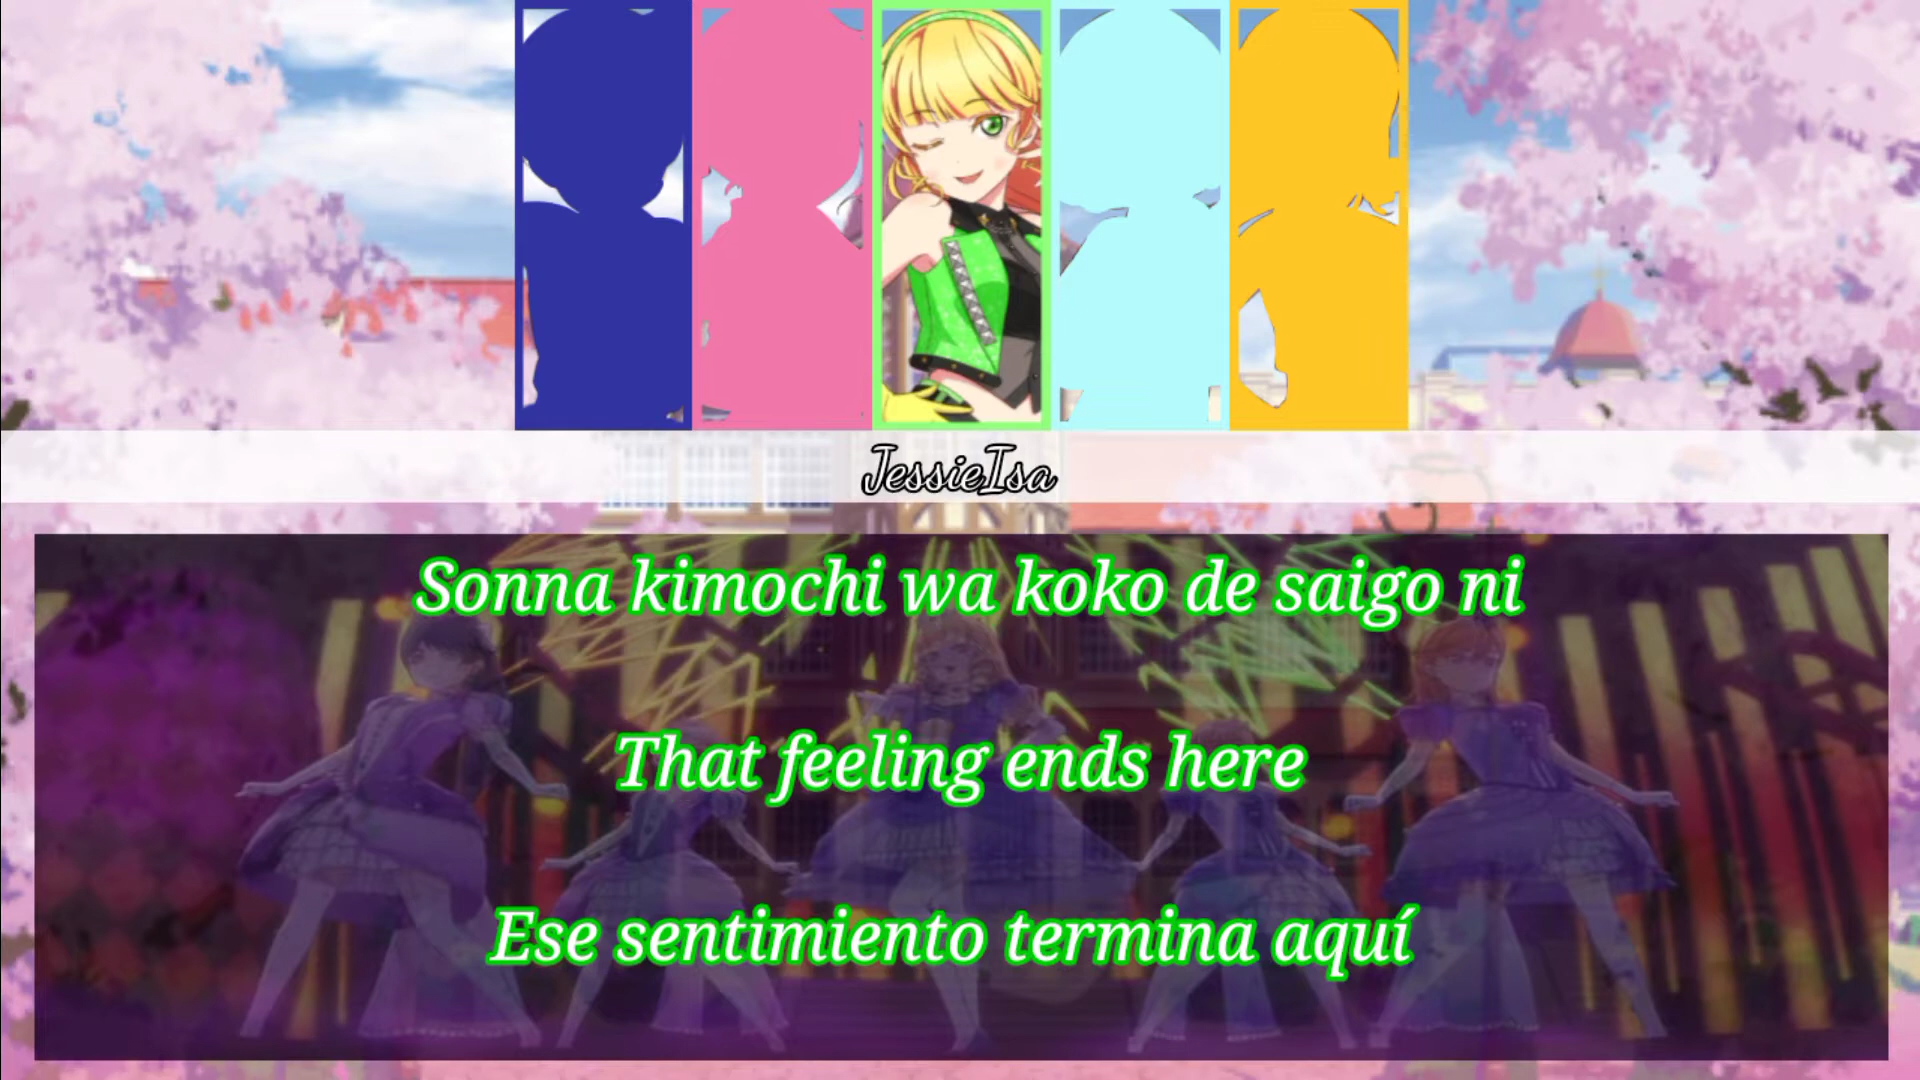 JessieIsa
Sonna kimochi wa koko de saigo ni
That feeling ends here
Ese sentimiento termina aquí